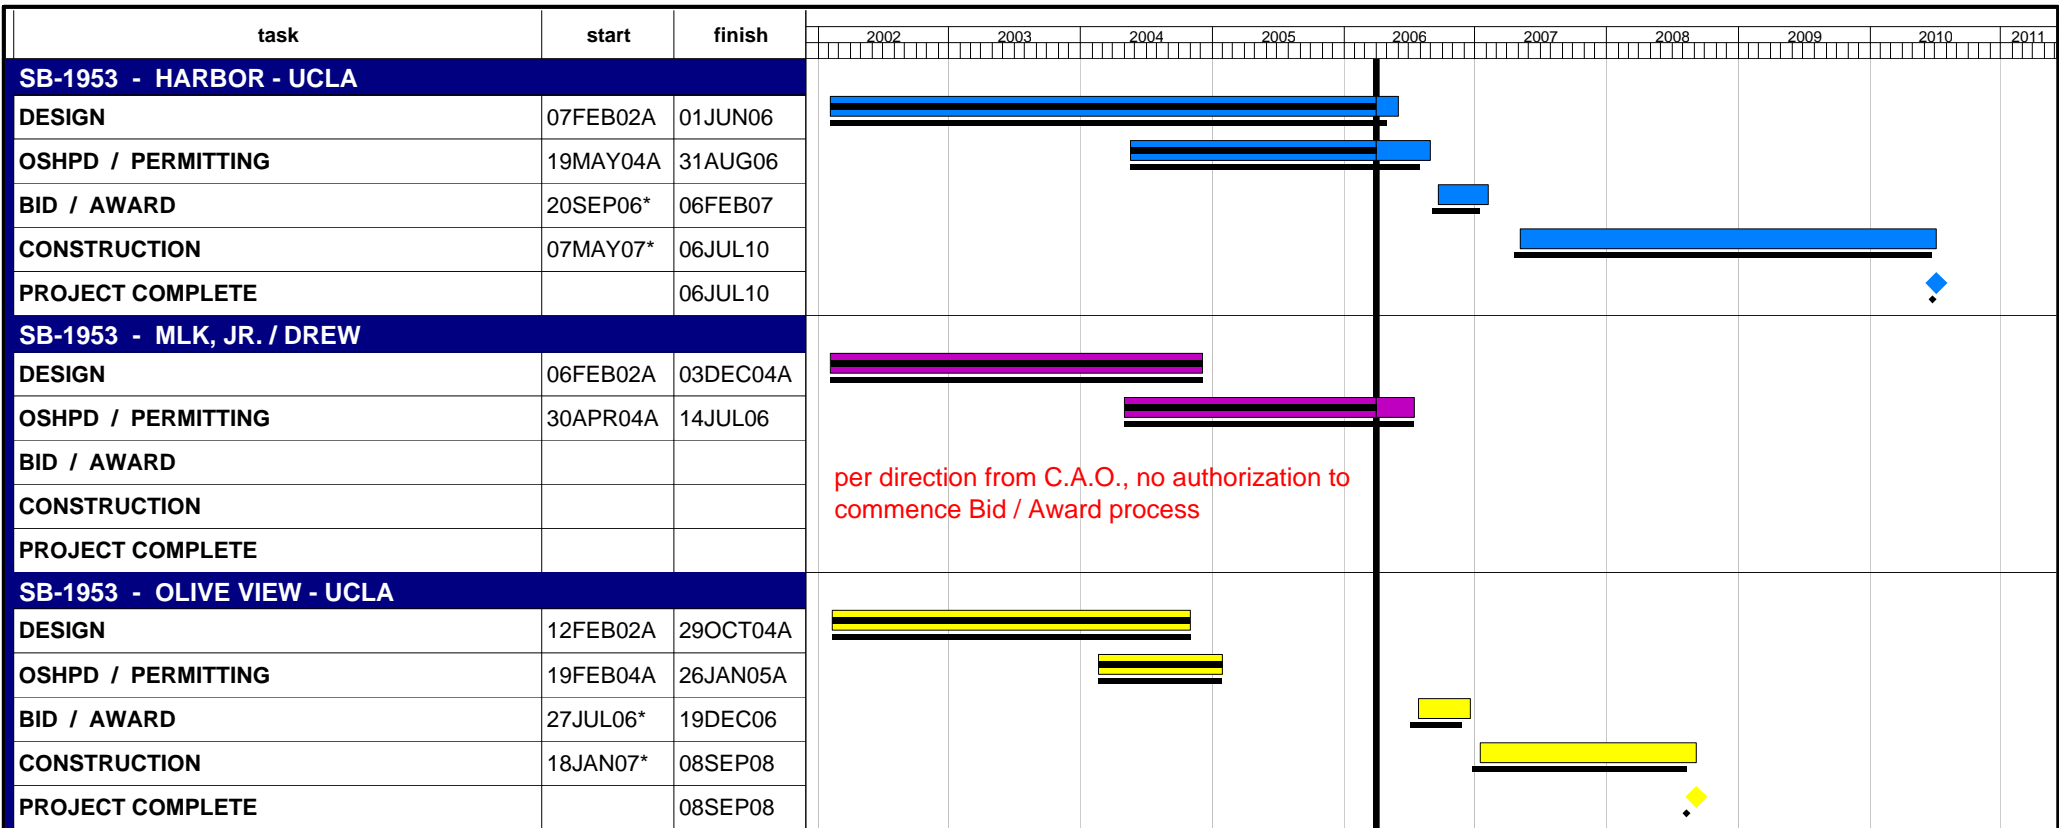 task start finish 2002 2003 2004 2005 2006 2007 2008 2009 2010 2011
SB-1953 - HARBOR - UCLA
DESIGN 07FEB02A 01JUN06
OSHPD / PERMITTING 19MAY04A 31AUG06
BID / AWARD 20SEP06* 06FEB07
CONSTRUCTION 07MAY07* 06JUL10
PROJECT COMPLETE 06JUL10
SB-1953 - MLK, JR. / DREW
DESIGN 06FEB02A 03DEC04A
OSHPD / PERMITTING 30APR04A 14JUL06
BID / AWARD
per direction from C.A.O., no authorization to
CONSTRUCTION
commence Bid / Award process
PROJECT COMPLETE
SB-1953 - OLIVE VIEW - UCLA
DESIGN 12FEB02A 29OCT04A
OSHPD / PERMITTING 19FEB04A 26JAN05A
BID / AWARD 27JUL06* 19DEC06
CONSTRUCTION 18JAN07* 08SEP08
PROJECT COMPLETE 08SEP08